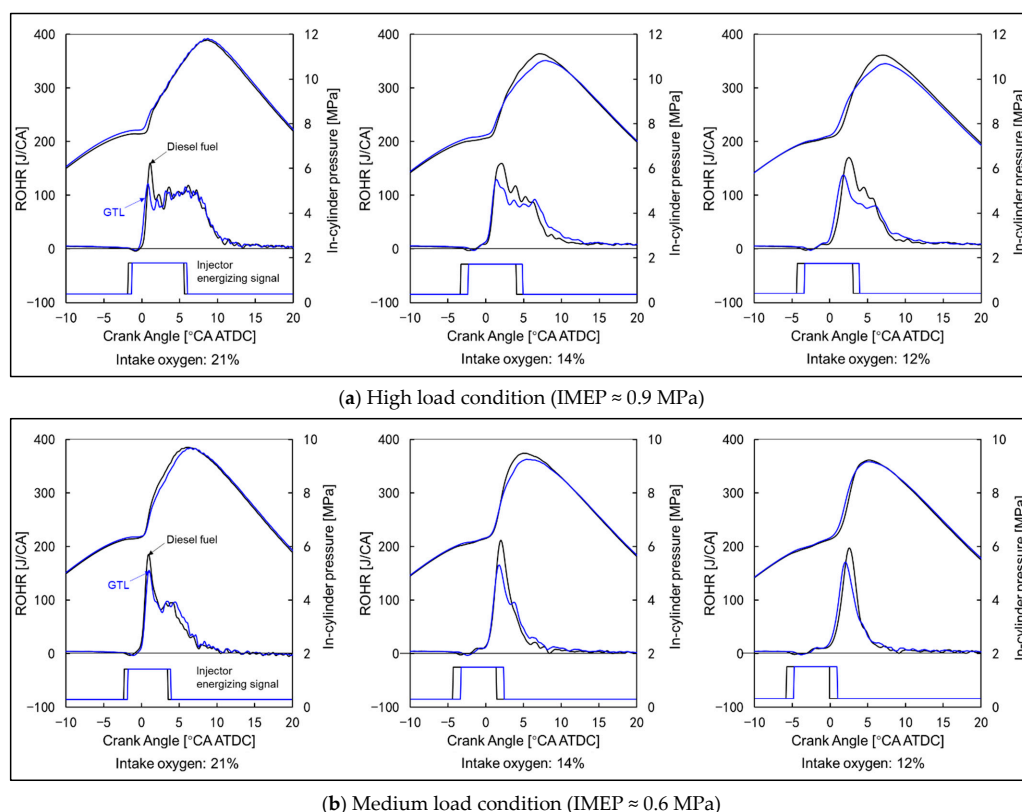 400
300
200
100
0
−100
ROHR [J/CA]
12
10
8
6
4
2
0
In-cylinder pressure [MPa]
Diesel fuel
GTL
Injector
energizing signal
−10 −5 0 5 10 15 20
Crank Angle [°CA ATDC]
Intake oxygen: 21%
400
300
200
100
0
−100
ROHR [J/CA]
12
10
8
6
4
2
0
In-cylinder pressure [MPa]
−10 −5 0 5 10 15 20
Crank Angle [°CA ATDC]
Intake oxygen: 14%
400
300
200
100
0
−100
ROHR [J/CA]
12
10
8
6
4
2
0
In-cylinder pressure [MPa]
−10 −5 0 5 10 15 20
Crank Angle [°CA ATDC]
Intake oxygen: 12%
(a) High load condition (IMEP ≈ 0.9 MPa)
400
300
200
100
0
−100
ROHR [J/CA]
10
8
6
4
2
0
In-cylinder pressure [MPa]
Diesel fuel
GTL
Injector
energizing signal
−10 −5 0 5 10 15 20
Crank Angle [°CA ATDC]
Intake oxygen: 21%
400
300
200
100
0
−100
ROHR [J/CA]
10
8
6
4
2
0
In-cylinder pressure [MPa]
−10 −5 0 5 10 15 20
Crank Angle [°CA ATDC]
Intake oxygen: 14%
400
300
200
100
0
−100
ROHR [J/CA]
10
8
6
4
2
0
In-cylinder pressure [MPa]
−10 −5 0 5 10 15 20
Crank Angle [°CA ATDC]
Intake oxygen: 12%
(b) Medium load condition (IMEP ≈ 0.6 MPa)